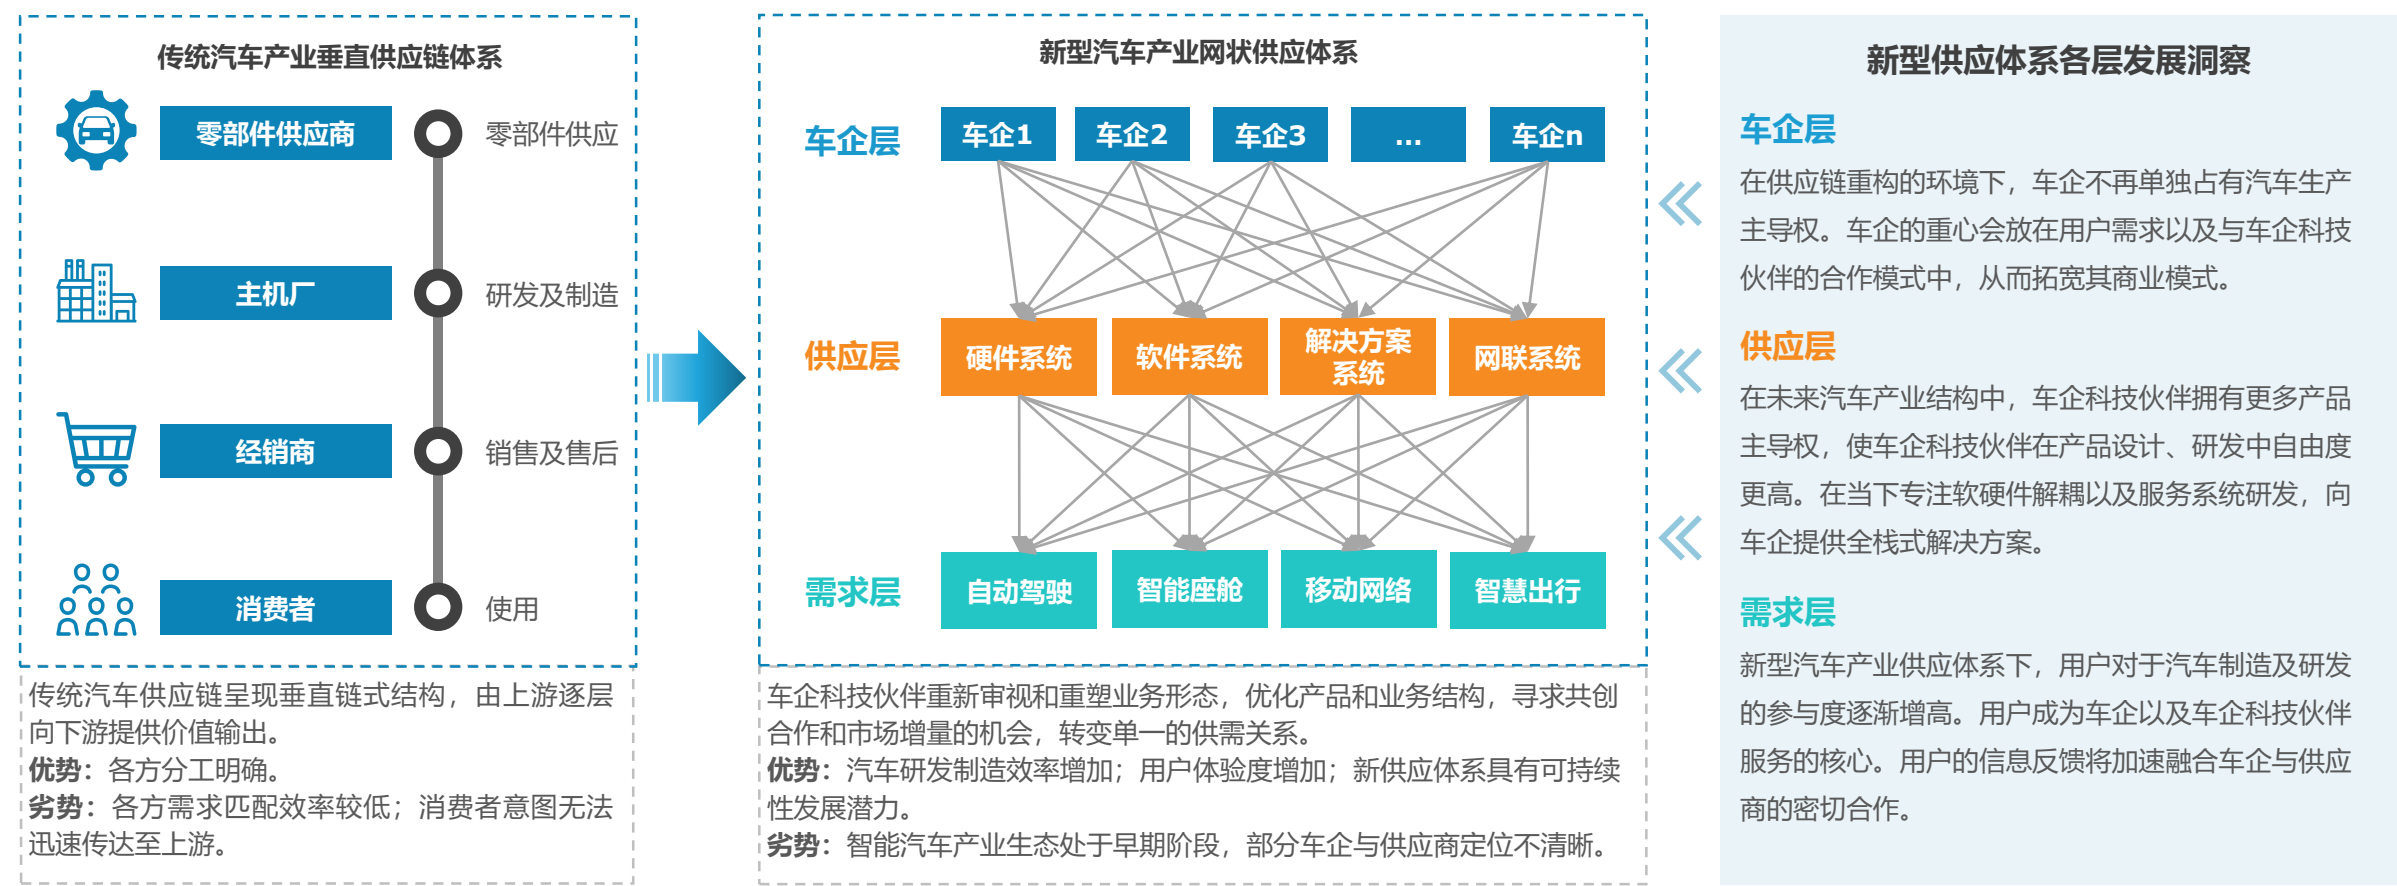 传统汽车产业垂直供应链体系
零部件供应商
零部件供应
主机厂
研发及制造
经销商
销售及售后
消费者
使用
传统汽车供应链呈现垂直链式结构，由上游逐层
向下游提供价值输出。
优势：各方分工明确。
劣势：各方需求匹配效率较低；消费者意图无法
迅速传达至上游。
新型汽车产业网状供应体系
车企层
车企1
车企2
车企3
...
车企n
供应层
硬件系统
软件系统
解决方案
系统
网联系统
需求层
自动驾驶
智能座舱
移动网络
智慧出行
车企科技伙伴重新审视和重塑业务形态，优化产品和业务结构，寻求共创
合作和市场增量的机会，转变单一的供需关系。
优势：汽车研发制造效率增加；用户体验度增加；新供应体系具有可持续
性发展潜力。
劣势：智能汽车产业生态处于早期阶段，部分车企与供应商定位不清晰。
新型供应体系各层发展洞察
车企层
在供应链重构的环境下，车企不再单独占有汽车生产
主导权。车企的重心会放在用户需求以及与车企科技
伙伴的合作模式中，从而拓宽其商业模式。
供应层
在未来汽车产业结构中，车企科技伙伴拥有更多产品
主导权，使车企科技伙伴在产品设计、研发中自由度
更高。在当下专注软硬件解耦以及服务系统研发，向
车企提供全栈式解决方案。
需求层
新型汽车产业供应体系下，用户对于汽车制造及研发
的参与度逐渐增高。用户成为车企以及车企科技伙伴
服务的核心。用户的信息反馈将加速融合车企与供应
商的密切合作。